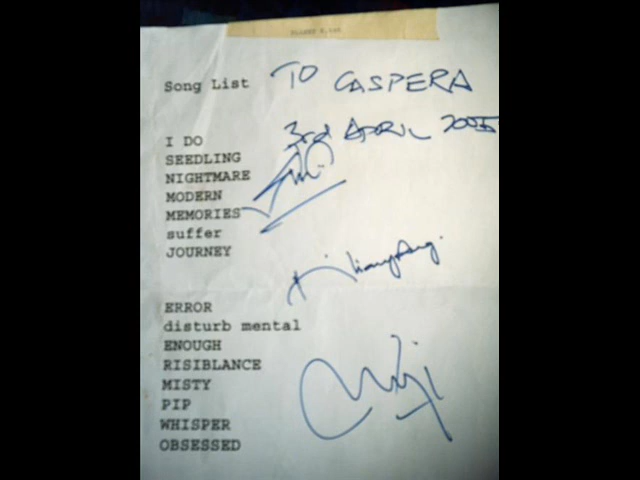 Song List TO CASPERA
3rd APRIL 2005
I DO
SEEDLING
NIGHTMARE
MODERN
MEMORIES
suffer
JOURNEY
ERROR
disturb mental
ENOUGH
RISIBLANCE
MISTY
PIP
WHISPER
OBSESSED